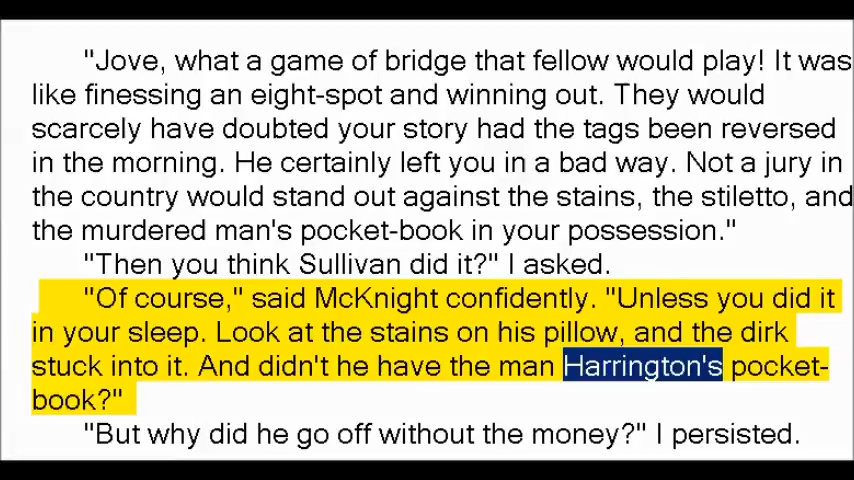 "Jove, what a game of bridge that fellow would play! It was
like finessing an eight-spot and winning out. They would
scarcely have doubted your story had the tags been reversed
in the morning. He certainly left you in a bad way. Not a jury in
the country would stand out against the stains, the stiletto, and
the murdered man's pocket-book in your possession."
"Then you think Sullivan did it?" I asked.
"Of course," said McKnight confidently. "Unless you did it
in your sleep. Look at the stains on his pillow, and the dirk
stuck into it. And didn't he have the man Harrington's pocket-
book?"
"But why did he go off without the money?" I persisted.